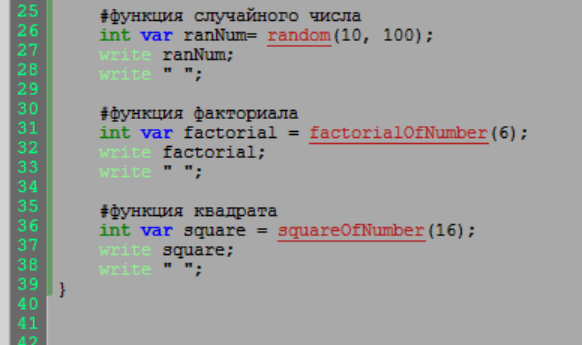 25 #функция случайного числа
26 int var ranNum= random(10, 100);
27 write ranNum;
28 write " ";
29
30 #функция факториала
31 int var factorial = factorialOfNumber(6);
32 write factorial;
33 write " ";
34
35 #функция квадрата
36 int var square = squareOfNumber(16);
37 write square;
38 write " ";
39 }
40
41
42